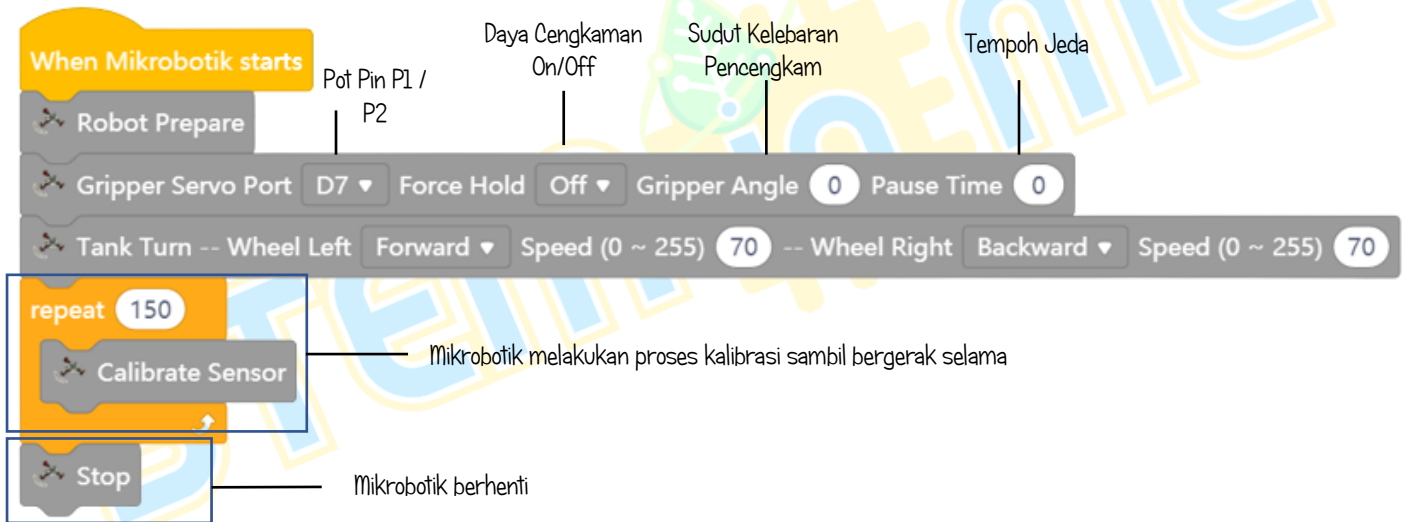 Daya Cengkaman
On/Off
Sudut Kelebaran
Pencengkam
Tempoh Jeda
Pot Pin P1 /
P2
When Mikrobotik starts
Robot Prepare
Gripper Servo Port D7 Force Hold Off Gripper Angle 0 Pause Time 0
Tank Turn -- Wheel Left Forward Speed (0 ~ 255) 70 -- Wheel Right Backward Speed (0 ~ 255) 70
repeat 150
Calibrate Sensor
Mikrobotik melakukan proses kalibrasi sambil bergerak selama
Stop
Mikrobotik berhenti